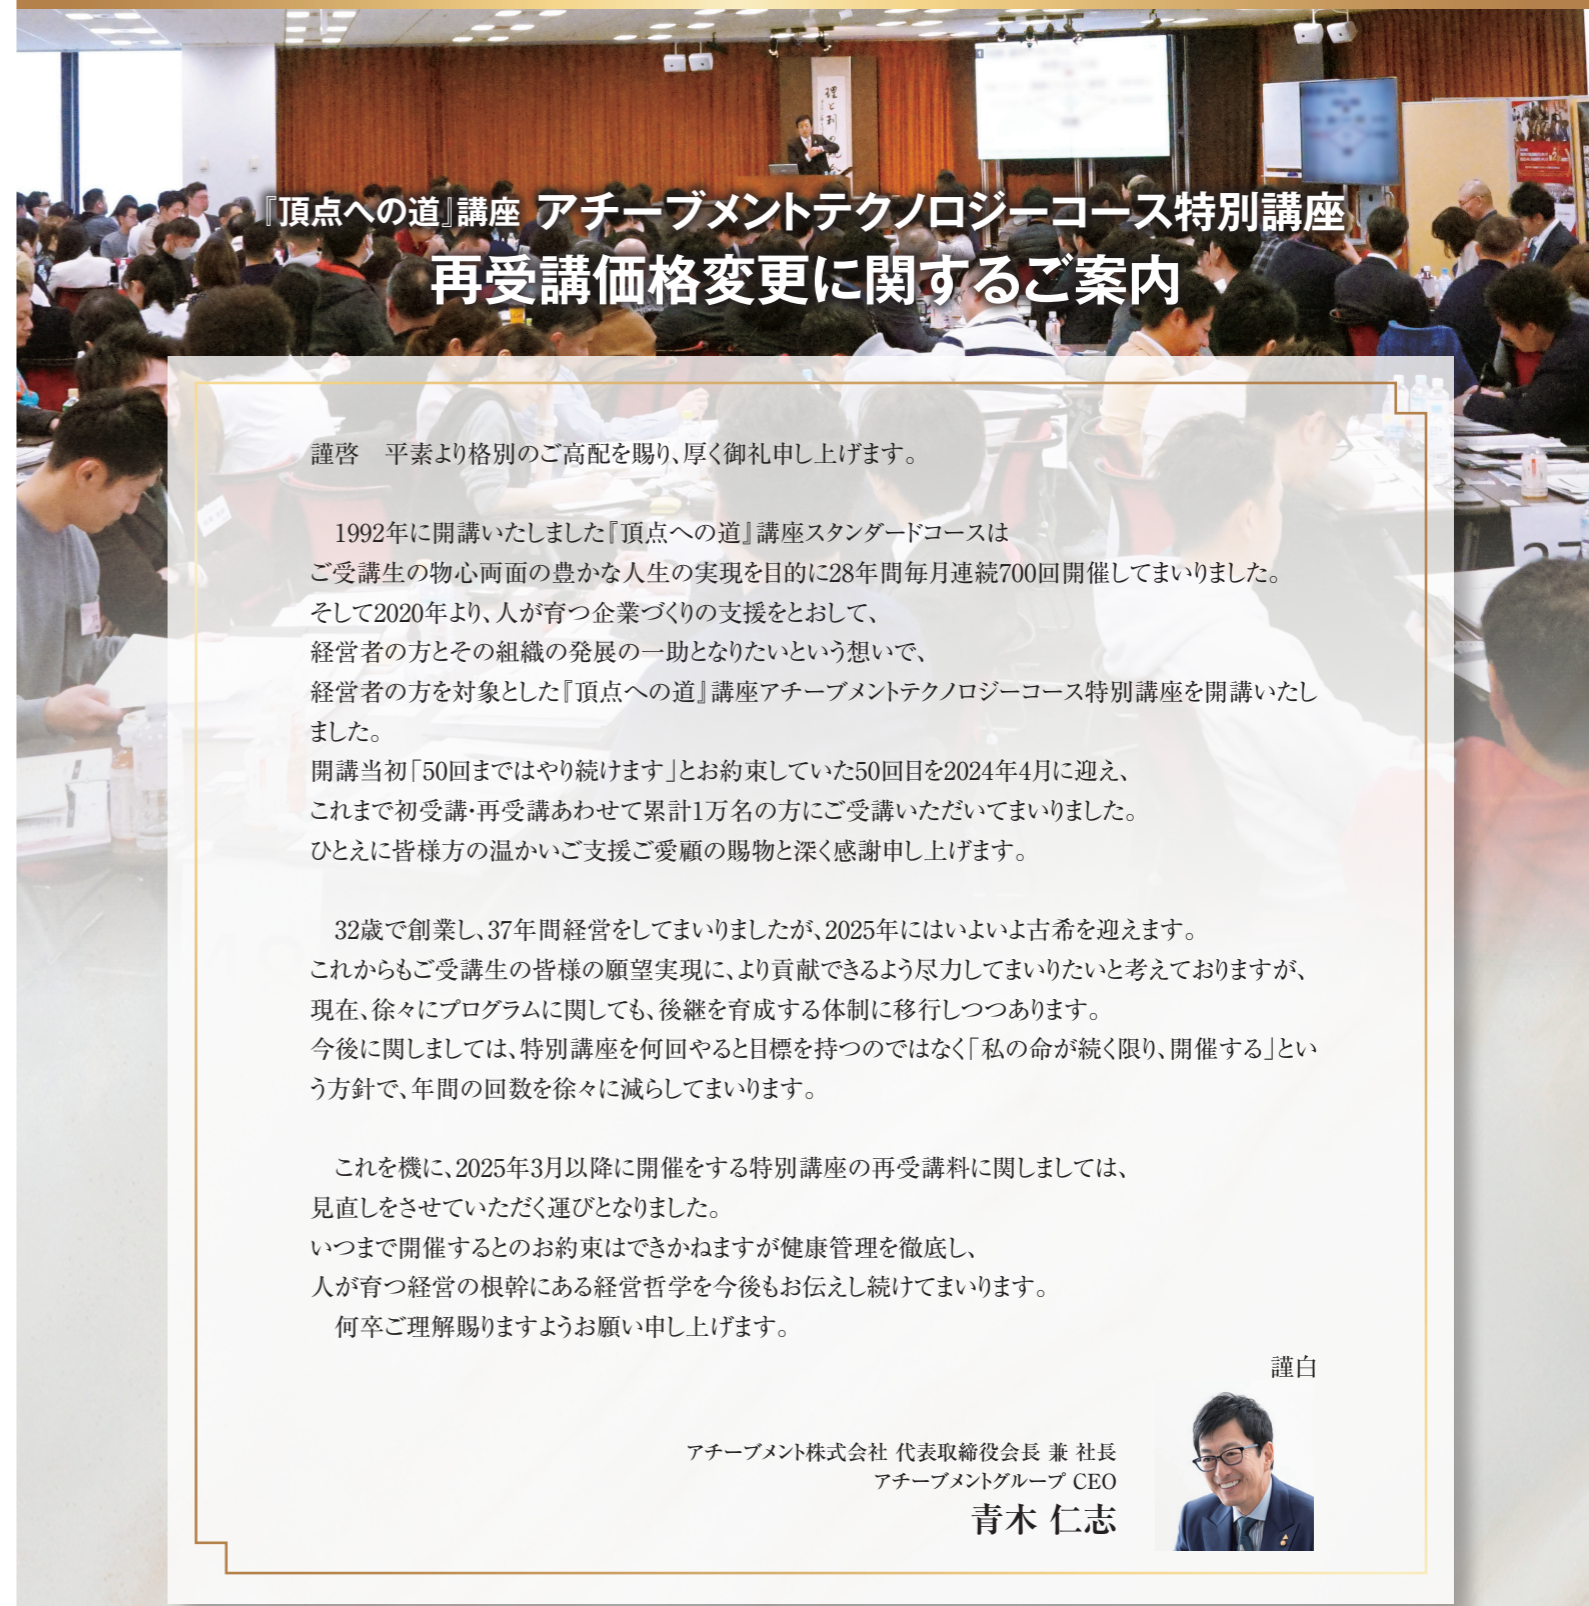 『頂点への道』講座 アチーブメントテクノロジーコース特別講座
再受講価格変更に関するご案内
謹啓　平素より格別のご高配を賜り、厚く御礼申し上げます。
　1992年に開講いたしました『頂点への道』講座スタンダードコースは
ご受講生の物心両面の豊かな人生の実現を目的に28年間毎月連続700回開催してまいりました。
そして2020年より、人が育つ企業づくりの支援をとおして、
経営者の方とその組織の発展の一助となりたいという想いで、
経営者の方を対象とした『頂点への道』講座アチーブメントテクノロジーコース特別講座を開講いたし
ました。
開講当初「50回まではやり続けます」とお約束していた50回目を2024年4月に迎え、
これまで初受講・再受講あわせて累計1万名の方にご受講いただいてまいりました。
ひとえに皆様方の温かいご支援ご愛顧の賜物と深く感謝申し上げます。
　32歳で創業し、37年間経営をしてまいりましたが、2025年にはいよいよ古希を迎えます。
これからもご受講生の皆様の願望実現に、より貢献できるよう尽力してまいりたいと考えておりますが、
現在、徐々にプログラムに関しても、後継を育成する体制に移行しつつあります。
今後に関しましては、特別講座を何回やると目標を持つのではなく「私の命が続く限り、開催する」とい
う方針で、年間の回数を徐々に減らしてまいります。
　これを機に、2025年3月以降に開催をする特別講座の再受講料に関しましては、
見直しをさせていただく運びとなりました。
いつまで開催するとのお約束はできかねますが健康管理を徹底し、
人が育つ経営の根幹にある経営哲学を今後もお伝えし続けてまいります。
　何卒ご理解賜りますようお願い申し上げます。
謹白
アチーブメント株式会社 代表取締役会長 兼 社長
アチーブメントグループ CEO
青木 仁志